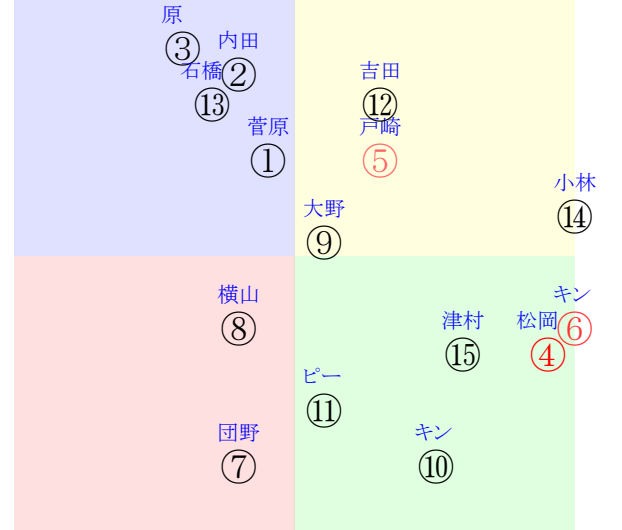 原
③
内田
②
石橋
⑬
吉田
⑫
菅原
①
戸崎
⑤
小林
⑭
大野
⑨
横山
⑧
キン
⑥
津村
⑮
松岡
④
ピー
⑪
団野
⑦
キン
⑩